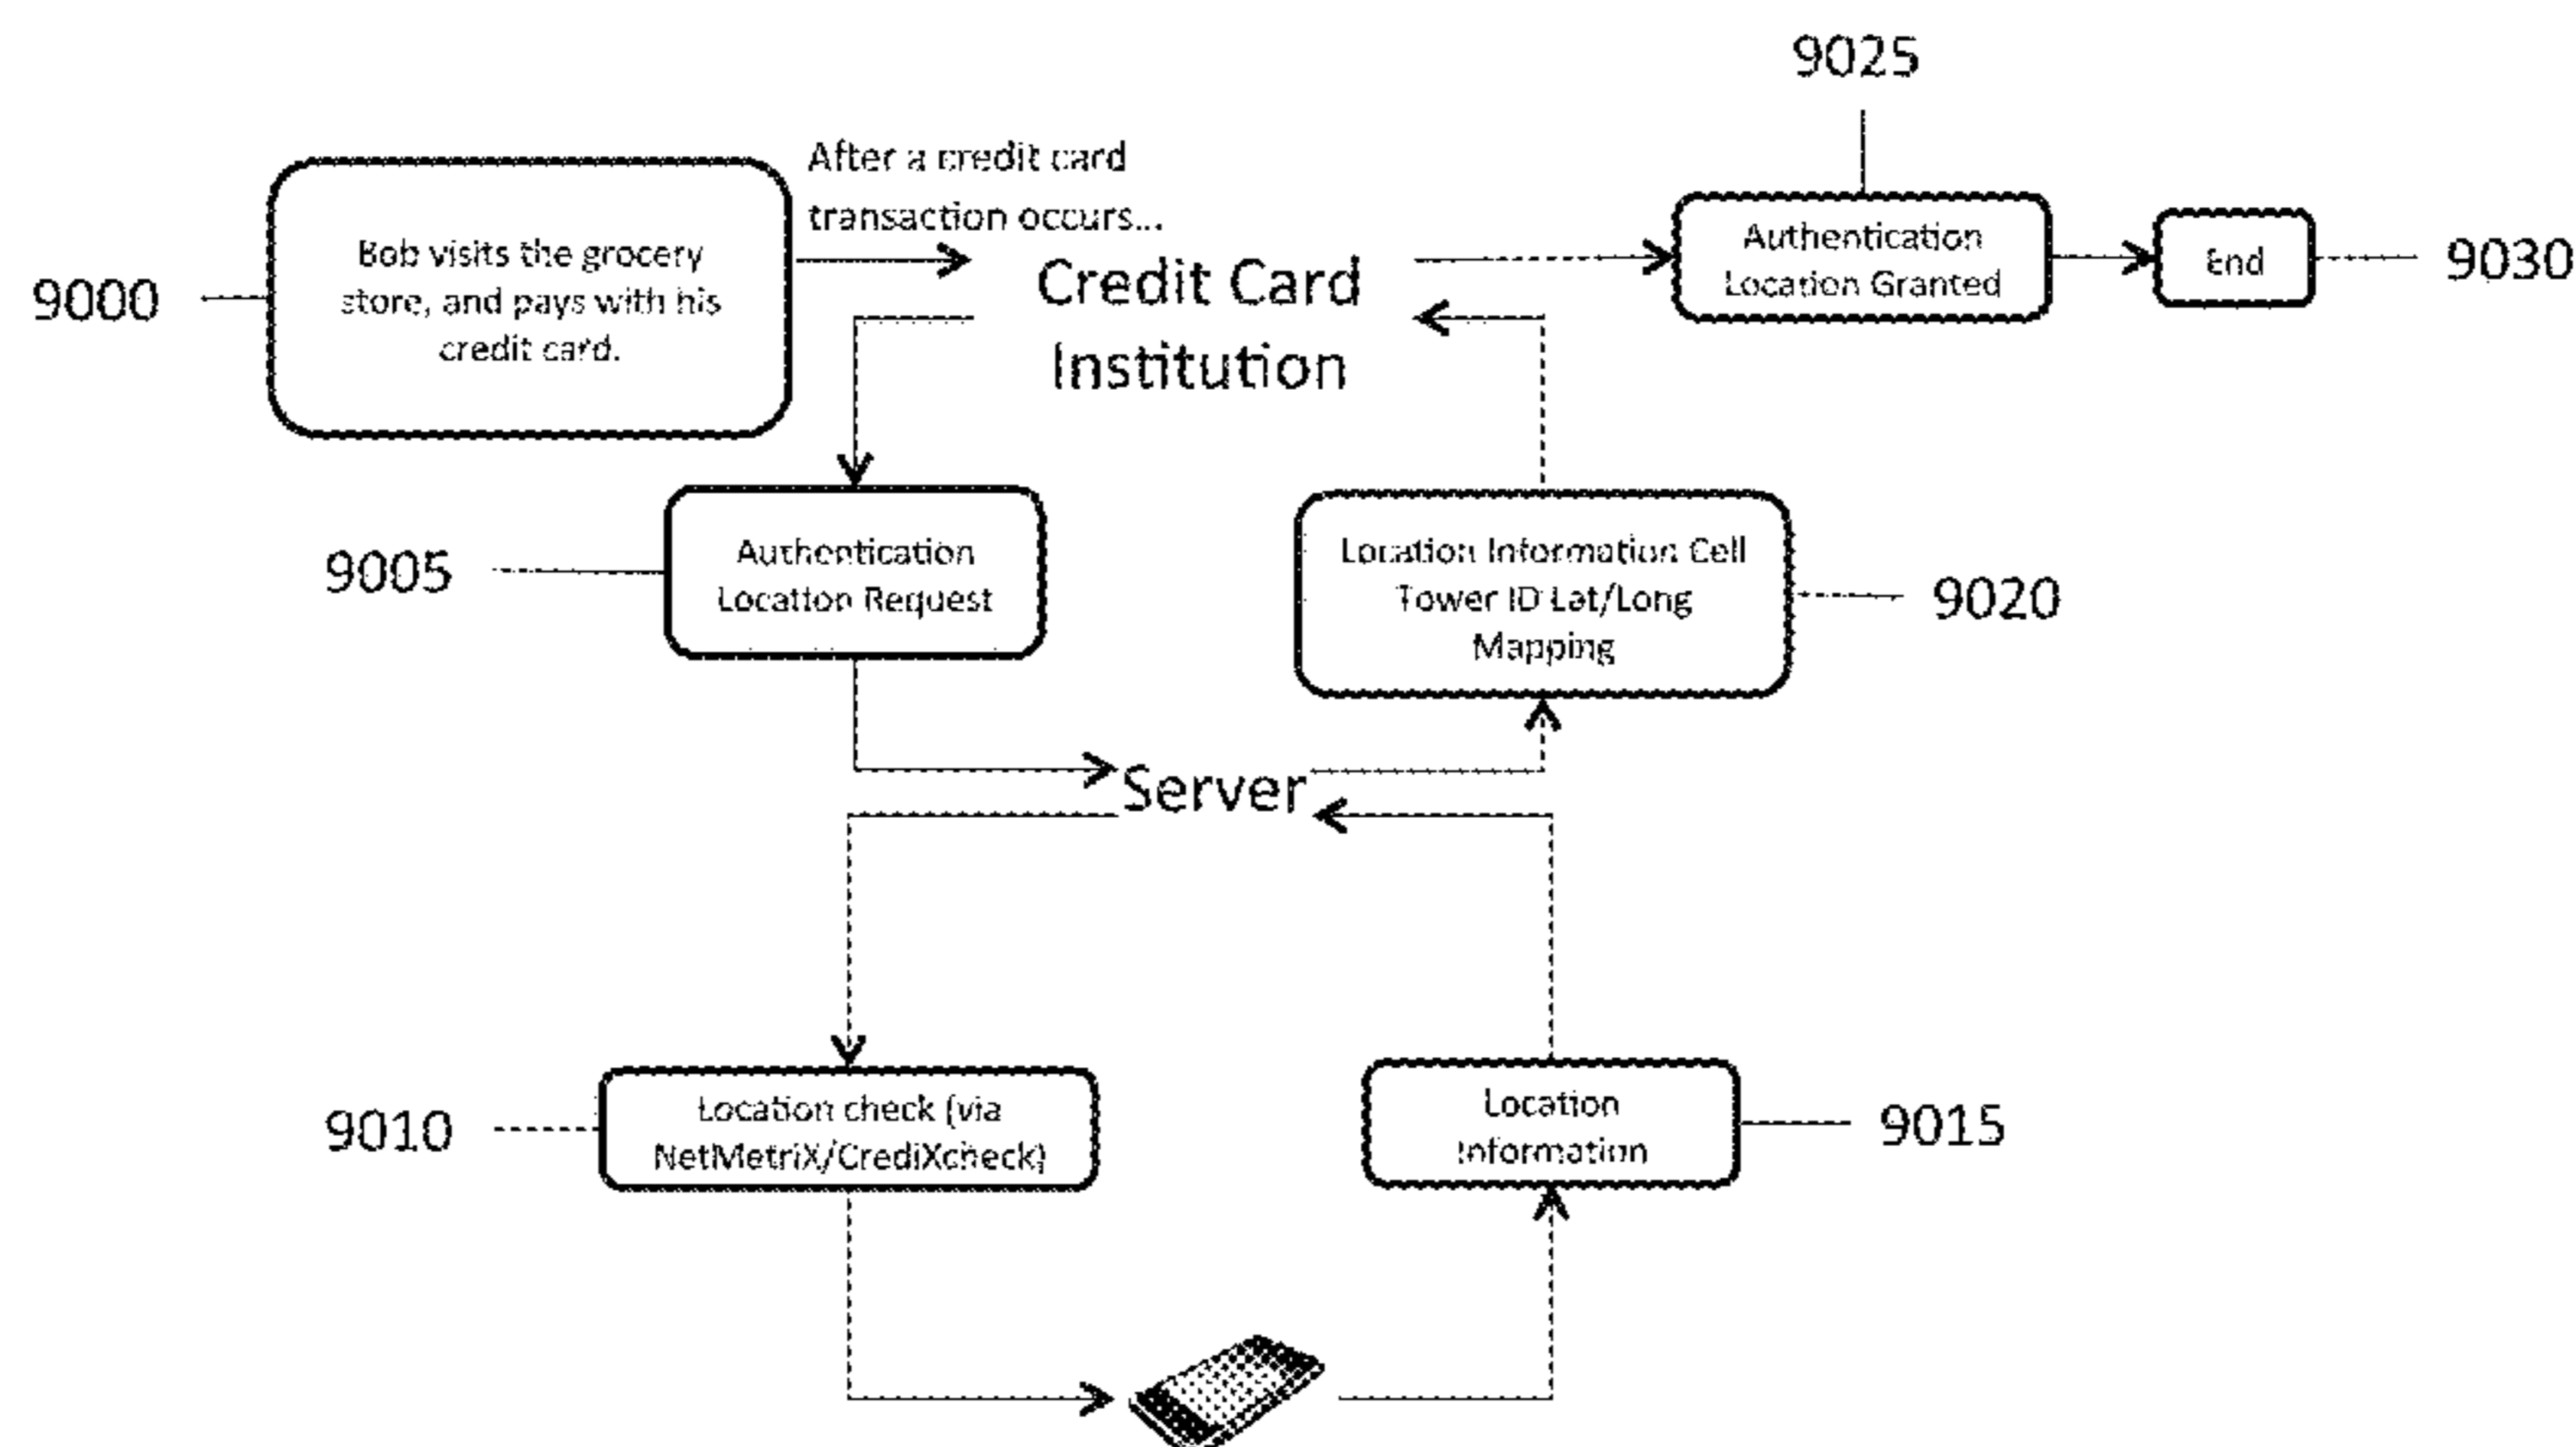 9025
After a credit card
transaction occurs...
Bob visits the grocery
store, and pays with his
credit card.
9000
Credit Card
Institution
Authentication
Location Granted
End
9030
9005
Authentication
Location Request
Location Information Cell
Tower ID Lat/Long
Mapping
9020
Server
9010
Location check (via
NetMetriX/CrediXcheck)
Location
Information
9015